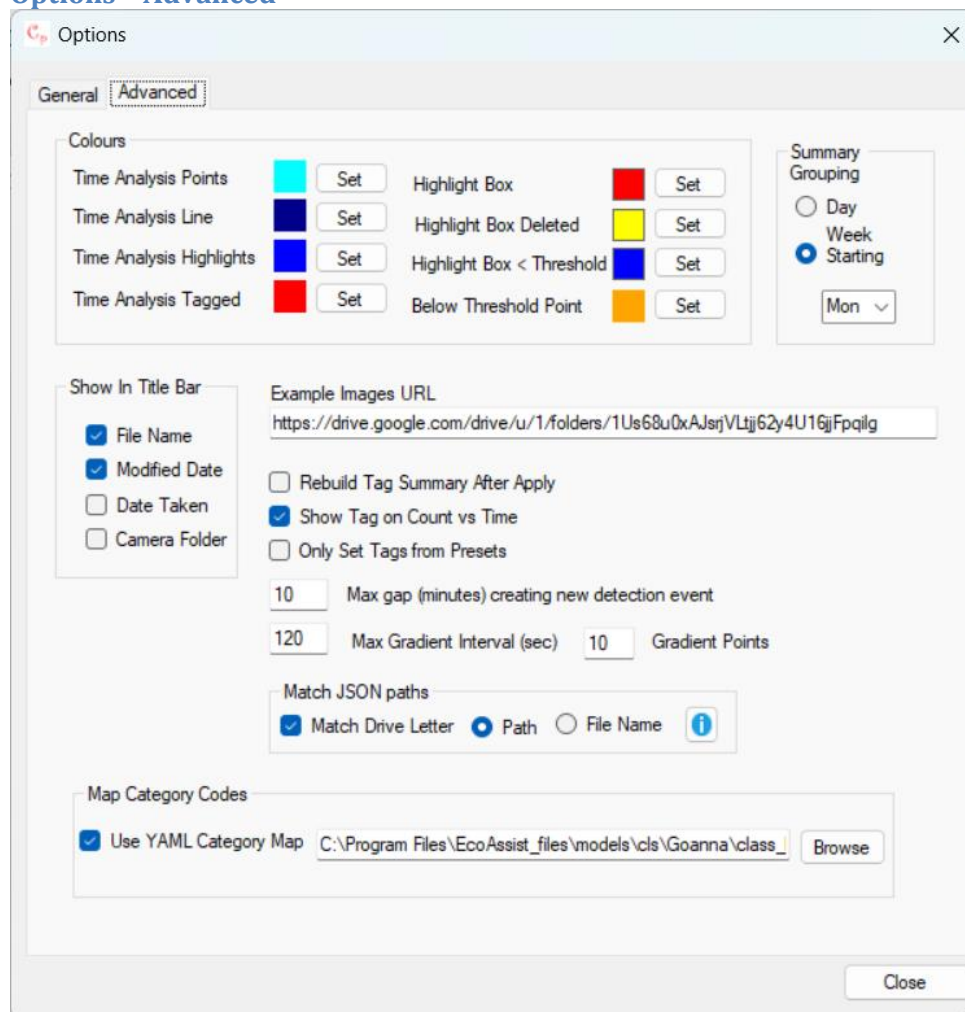 Options – Advanced
Cp Options
General Advanced
Colours
Time Analysis Points Set
Time Analysis Line Set
Time Analysis Highlights Set
Time Analysis Tagged Set
Highlight Box Set
Highlight Box Deleted Set
Highlight Box < Threshold Set
Below Threshold Point Set
Summary
Grouping
Day
Week
Starting
Mon
Show In Title Bar
File Name
Modified Date
Date Taken
Camera Folder
Example Images URL
https://drive.google.com/drive/u/1/folders/1Us68u0xAJsrjVLtjj62y4U16jjFpqilg
Rebuild Tag Summary After Apply
Show Tag on Count vs Time
Only Set Tags from Presets
10 Max gap (minutes) creating new detection event
120 Max Gradient Interval (sec) 10 Gradient Points
Match JSON paths
Match Drive Letter Path File Name
Map Category Codes
Use YAML Category Map C:\Program Files\EcoAssist_files\models\cls\Goanna\class_ Browse
Close